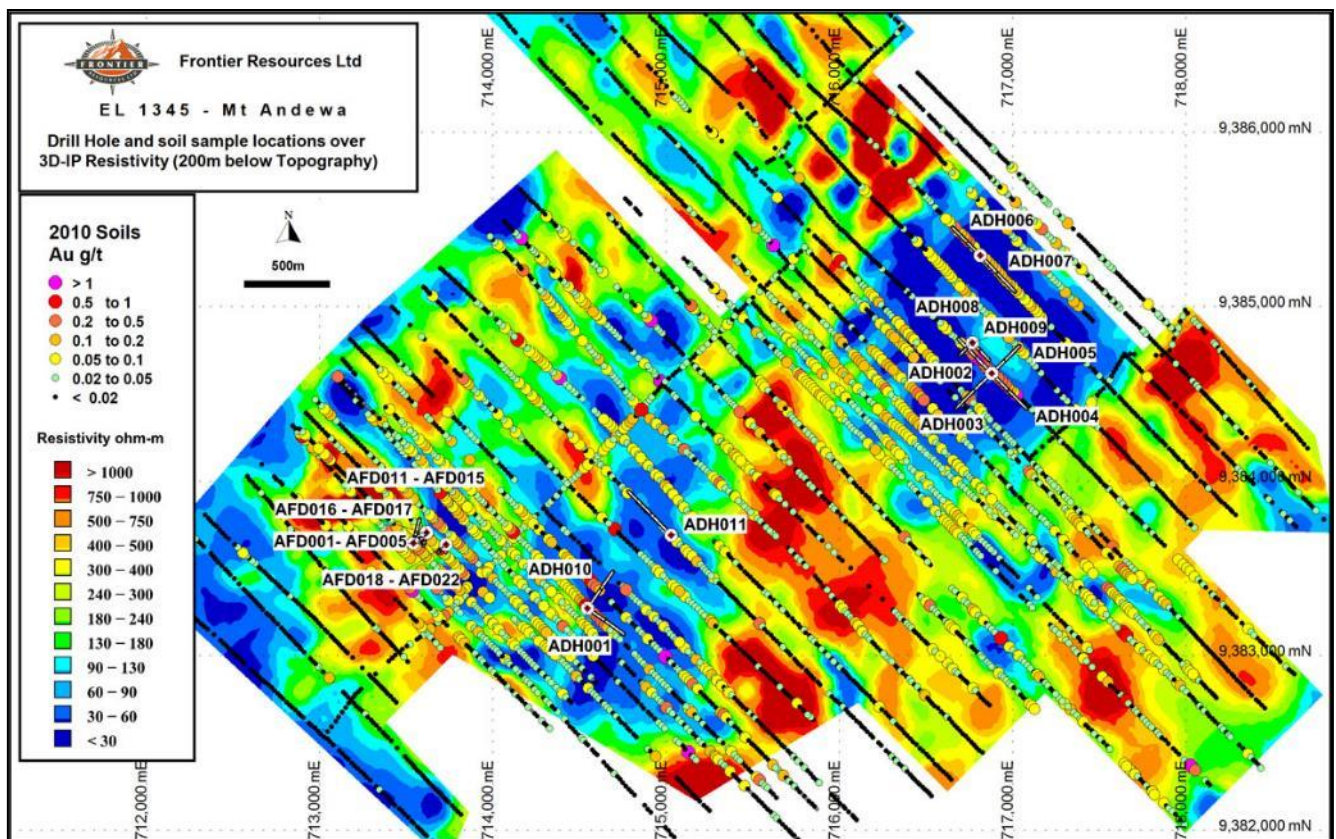 FRONTIER
RESOURCES LTD
Frontier Resources Ltd
EL 1345 - Mt Andewa
Drill Hole and soil sample locations over
3D-IP Resistivity (200m below Topography)
2010 Soils
Au g/t
> 1
0.5 to 1
0.2 to 0.5
0.1 to 0.2
0.05 to 0.1
0.02 to 0.05
< 0.02
Resistivity ohm-m
> 1000
750 – 1000
500 – 750
400 – 500
300 – 400
240 – 300
180 – 240
130 – 180
90 – 130
60 – 90
30 – 60
< 30
N
500m
714,000 mE
715,000 mE
716,000 mE
717,000 mE
718,000 mE
9,386,000 mN
ADH006
ADH007
9,385,000 mN
ADH008
ADH009
ADH005
ADH002
ADH004
ADH003
9,384,000 mN
AFD011 - AFD015
AFD016 - AFD017
AFD001- AFD005
ADH011
AFD018 - AFD022
ADH010
ADH001
9,383,000 mN
712,000 mE
713,000 mE
714,000 mE
715,000 mE
716,000 mE
717,000 mE
718,000 mE
9,382,000 mN